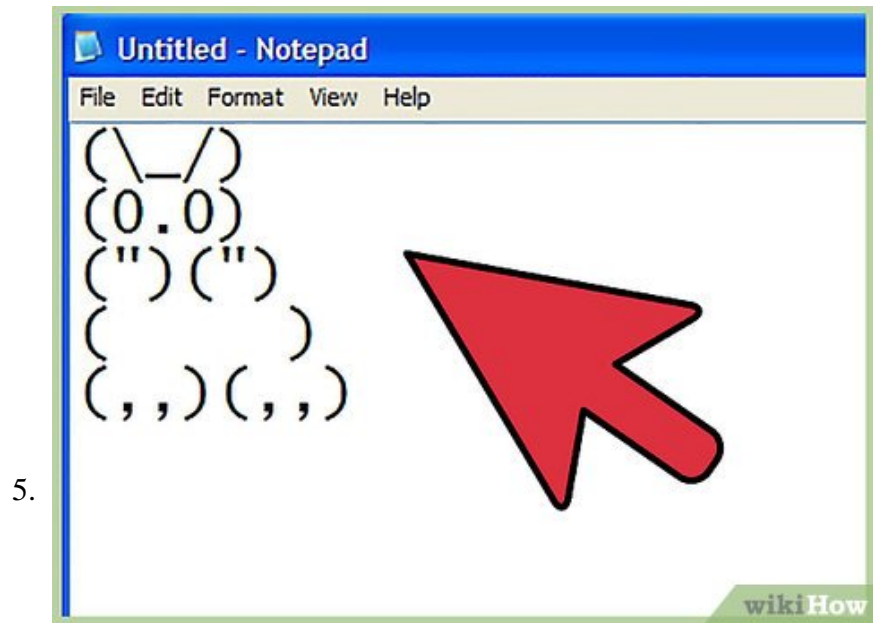 Untitled - Notepad
File Edit Format View Help
(\_/)
(0.0)
(")(")
(      )
(,,)(,,)
5.
wikiHow